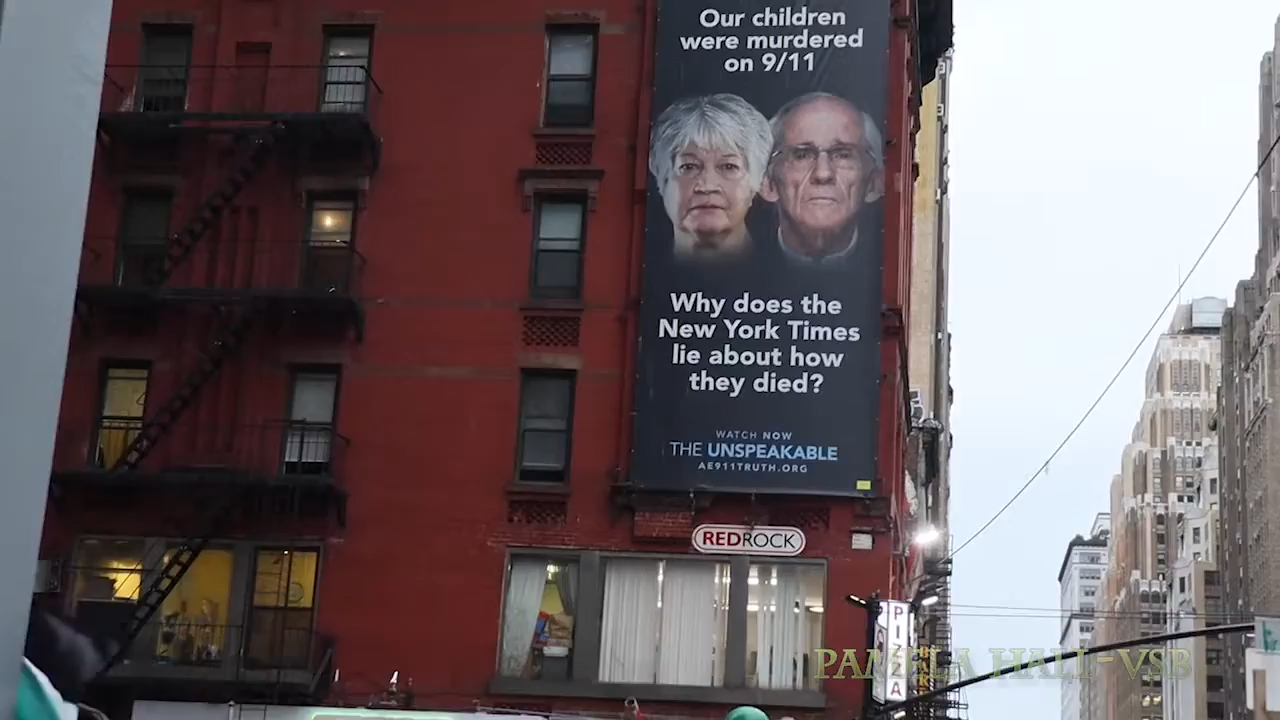 Our children
were murdered
on 9/11
Why does the
New York Times
lie about how
they died?
WATCH NOW
THE UNSPEAKABLE
AE911TRUTH.ORG
REDROCK
PIZZA
PAMELA HALL-VSB